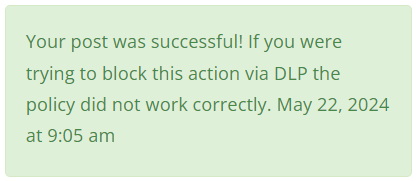 Your post was successful! If you were
trying to block this action via DLP the
policy did not work correctly. May 22, 2024
at 9:05 am